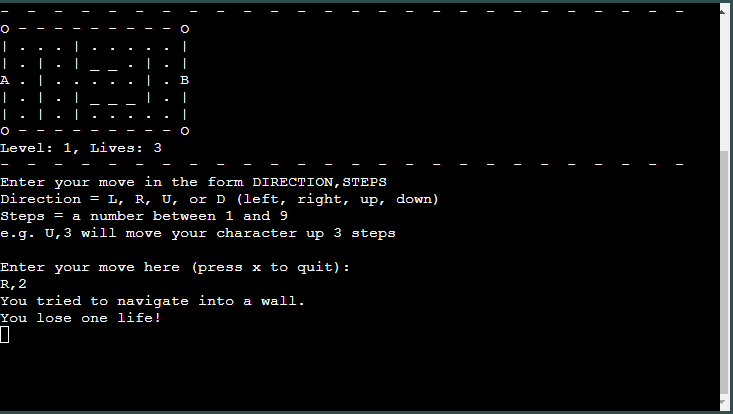 - - - - - - - - - - - - - - - - - - - - - - - - - - - - - - - - - - - - - -
O - - - - - - - - - O
| . . . | . . . . . |
| . | . | _ _ . | . |
A . | . . . . . | . B
| . | . | _ _ _ | . |
| . | . | . . . . . |
O - - - - - - - - - O
Level: 1, Lives: 3
- - - - - - - - - - - - - - - - - - - - - - - - - - - - - - - - - - - - - -
Enter your move in the form DIRECTION,STEPS
Direction = L, R, U, or D (left, right, up, down)
Steps = a number between 1 and 9
e.g. U,3 will move your character up 3 steps
Enter your move here (press x to quit):
R,2
You tried to navigate into a wall.
You lose one life!